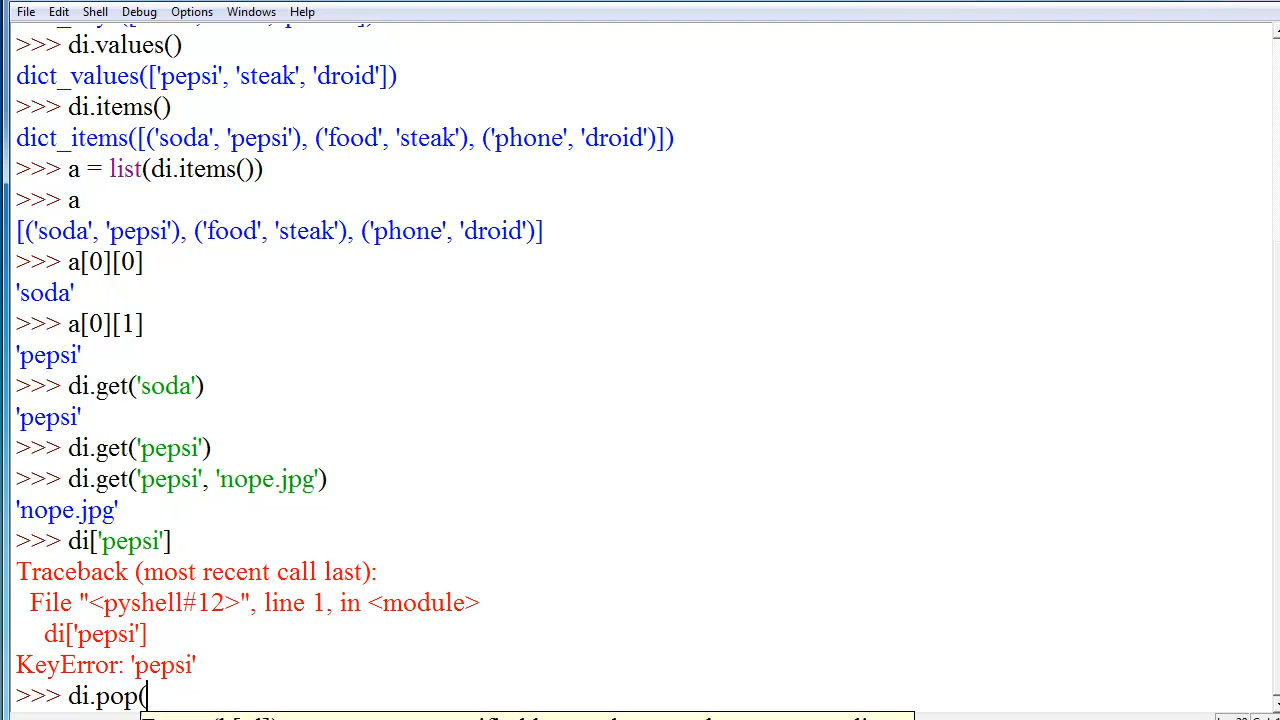 File Edit Shell Debug Options Windows Help
>>> di.values()
dict_values(['pepsi', 'steak', 'droid'])
>>> di.items()
dict_items([('soda', 'pepsi'), ('food', 'steak'), ('phone', 'droid')])
>>> a = list(di.items())
>>> a
[('soda', 'pepsi'), ('food', 'steak'), ('phone', 'droid')]
>>> a[0][0]
'soda'
>>> a[0][1]
'pepsi'
>>> di.get('soda')
'pepsi'
>>> di.get('pepsi')
>>> di.get('pepsi', 'nope.jpg')
'nope.jpg'
>>> di['pepsi']
Traceback (most recent call last):
File "<pyshell#12>", line 1, in <module>
di['pepsi']
KeyError: 'pepsi'
>>> di.pop(